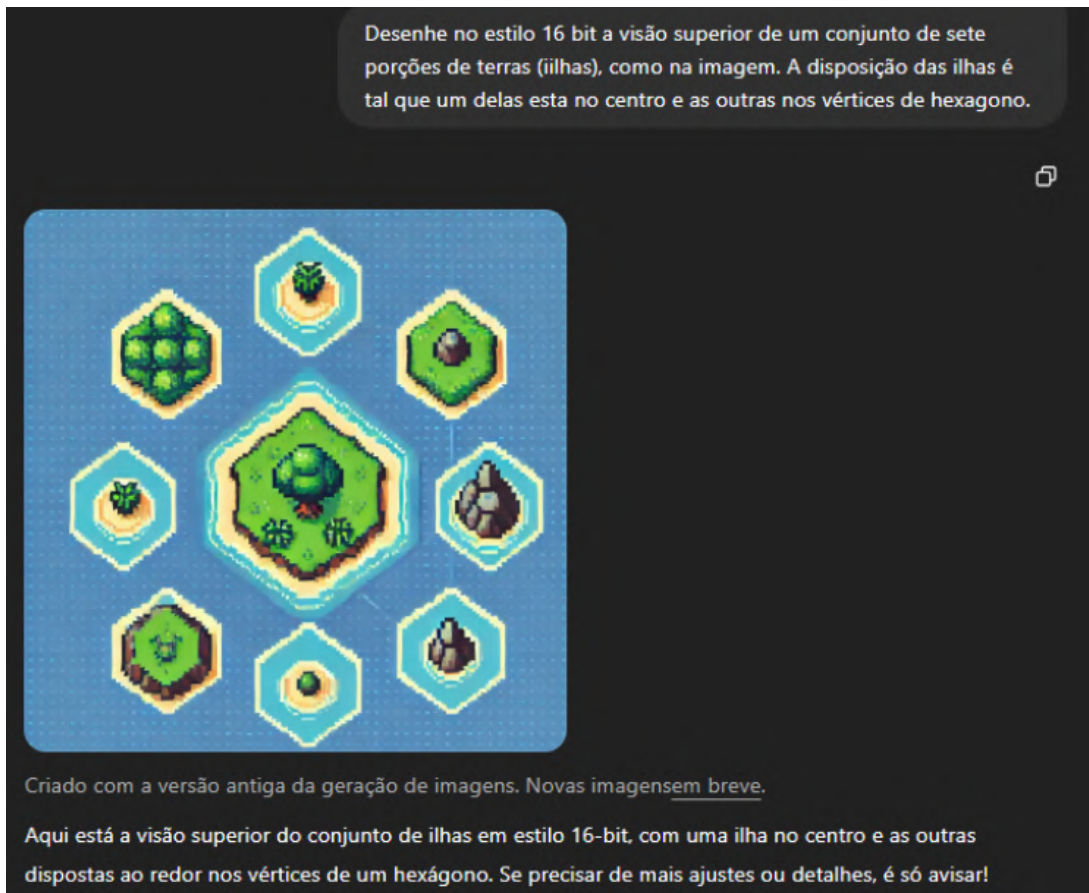 Desenhe no estilo 16 bit a visão superior de um conjunto de sete
porções de terras (iilhas), como na imagem. A disposição das ilhas é
tal que um delas esta no centro e as outras nos vértices de hexagono.
Criado com a versão antiga da geração de imagens. Novas imagensem breve.
Aqui está a visão superior do conjunto de ilhas em estilo 16-bit, com uma ilha no centro e as outras
dispostas ao redor nos vértices de um hexágono. Se precisar de mais ajustes ou detalhes, é só avisar!